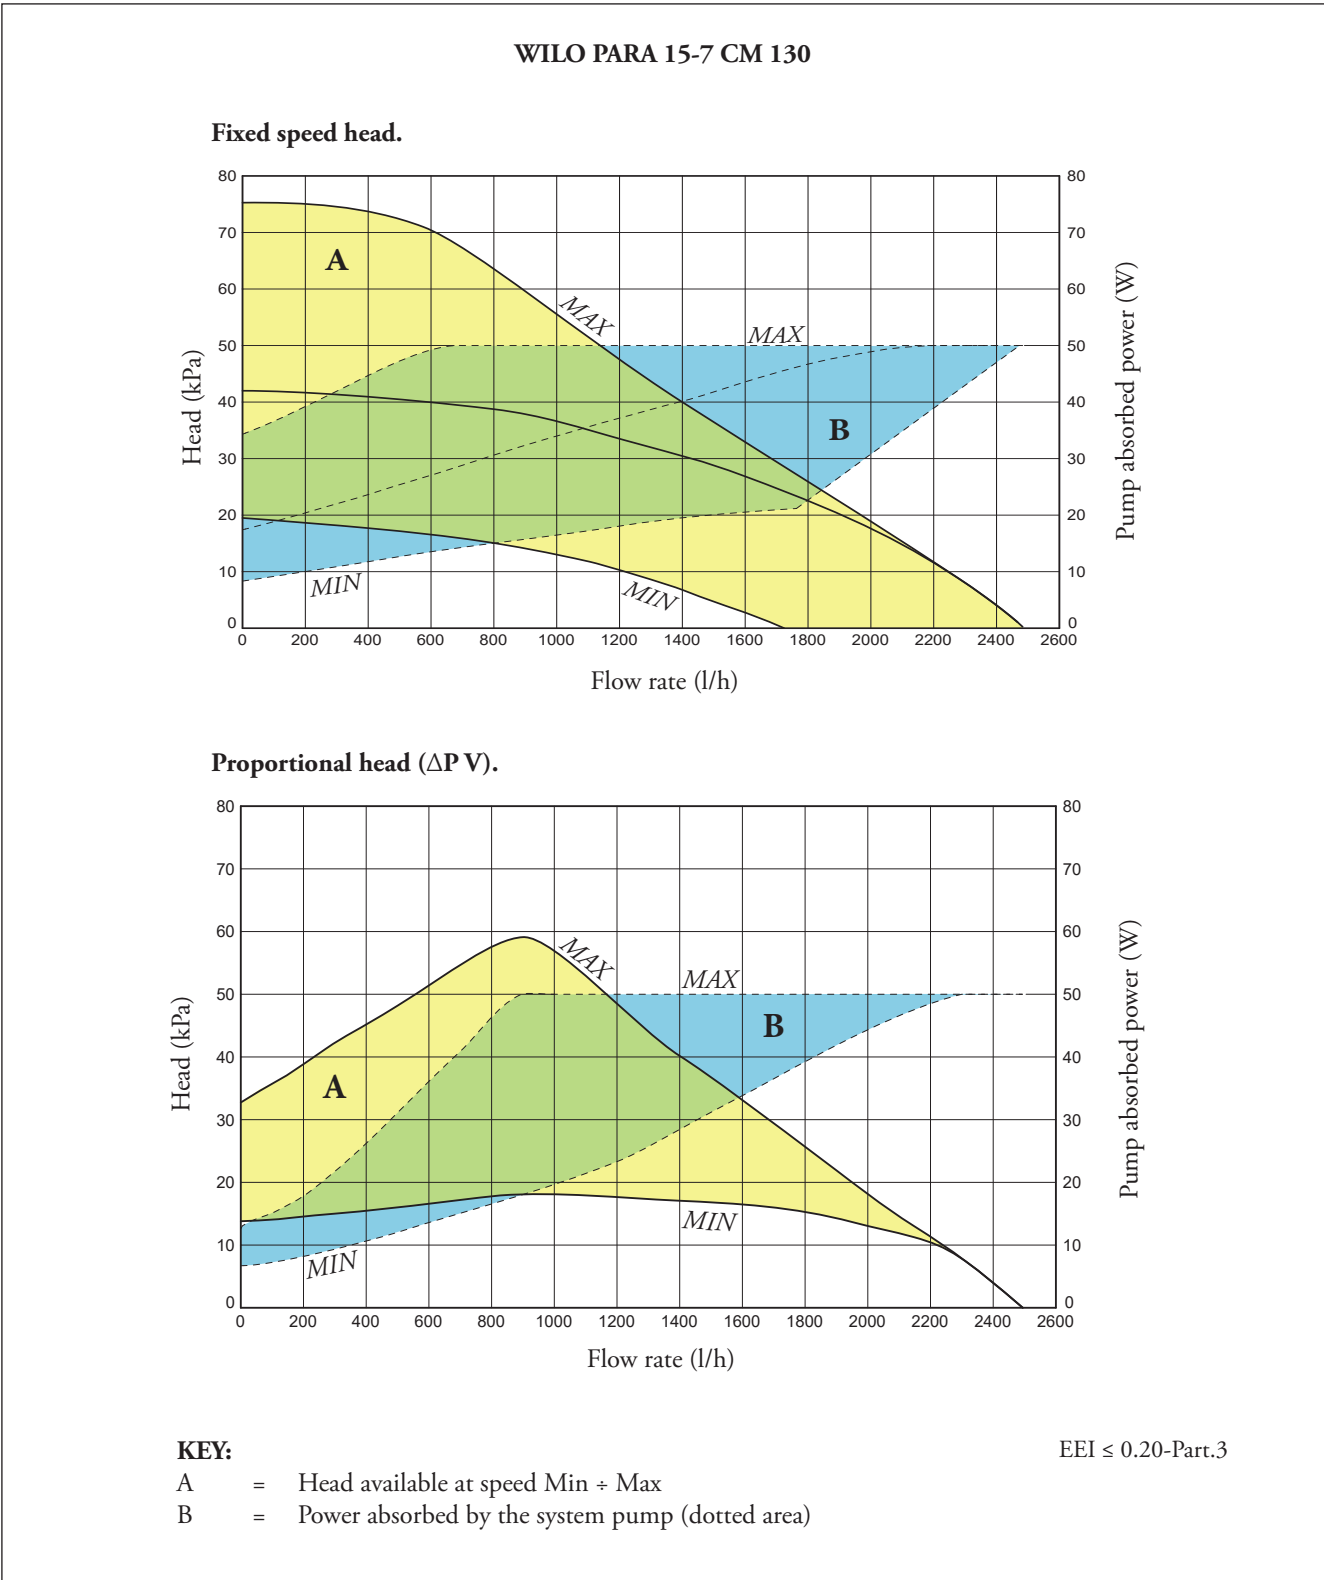 WILO PARA 15-7 CM 130
Fixed speed head.
80 80
70 70
60 60
50 50
40 40
30 30
20 20
10 10
0 0
A
B
MAX
MAX
MIN
MIN
Head (kPa)
Pump absorbed power (W)
0 200 400 600 800 1000 1200 1400 1600 1800 2000 2200 2400 2600
Flow rate (l/h)
Proportional head (ΔP V).
80 80
70 70
60 60
50 50
40 40
30 30
20 20
10 10
0 0
MAX
MAX
B
A
MIN
MIN
Head (kPa)
Pump absorbed power (W)
0 200 400 600 800 1000 1200 1400 1600 1800 2000 2200 2400 2600
Flow rate (l/h)
KEY: EEI ≤ 0.20-Part.3
A = Head available at speed Min ÷ Max
B = Power absorbed by the system pump (dotted area)